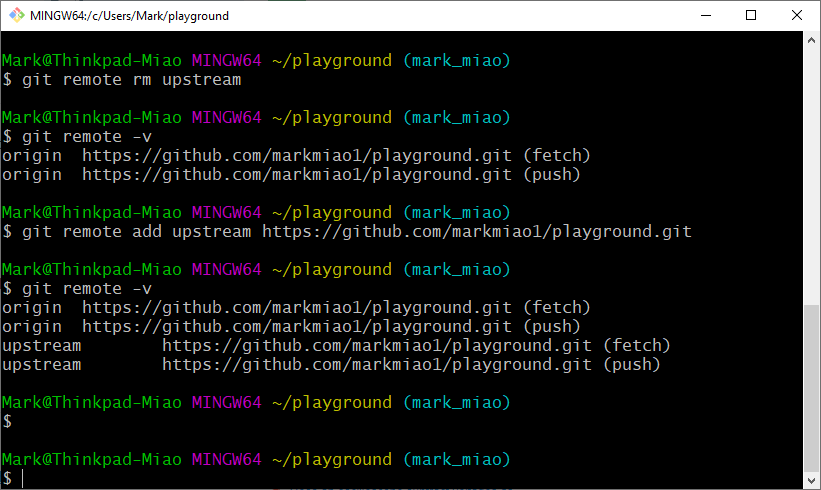 MINGW64:/c/Users/Mark/playground
Mark@Thinkpad-Miao MINGW64 ~/playground (mark_miao)
$ git remote rm upstream
Mark@Thinkpad-Miao MINGW64 ~/playground (mark_miao)
$ git remote -v
origin  https://github.com/markmiao1/playground.git (fetch)
origin  https://github.com/markmiao1/playground.git (push)
Mark@Thinkpad-Miao MINGW64 ~/playground (mark_miao)
$ git remote add upstream https://github.com/markmiao1/playground.git
Mark@Thinkpad-Miao MINGW64 ~/playground (mark_miao)
$ git remote -v
origin  https://github.com/markmiao1/playground.git (fetch)
origin  https://github.com/markmiao1/playground.git (push)
upstream        https://github.com/markmiao1/playground.git (fetch)
upstream        https://github.com/markmiao1/playground.git (push)
Mark@Thinkpad-Miao MINGW64 ~/playground (mark_miao)
$
Mark@Thinkpad-Miao MINGW64 ~/playground (mark_miao)
$